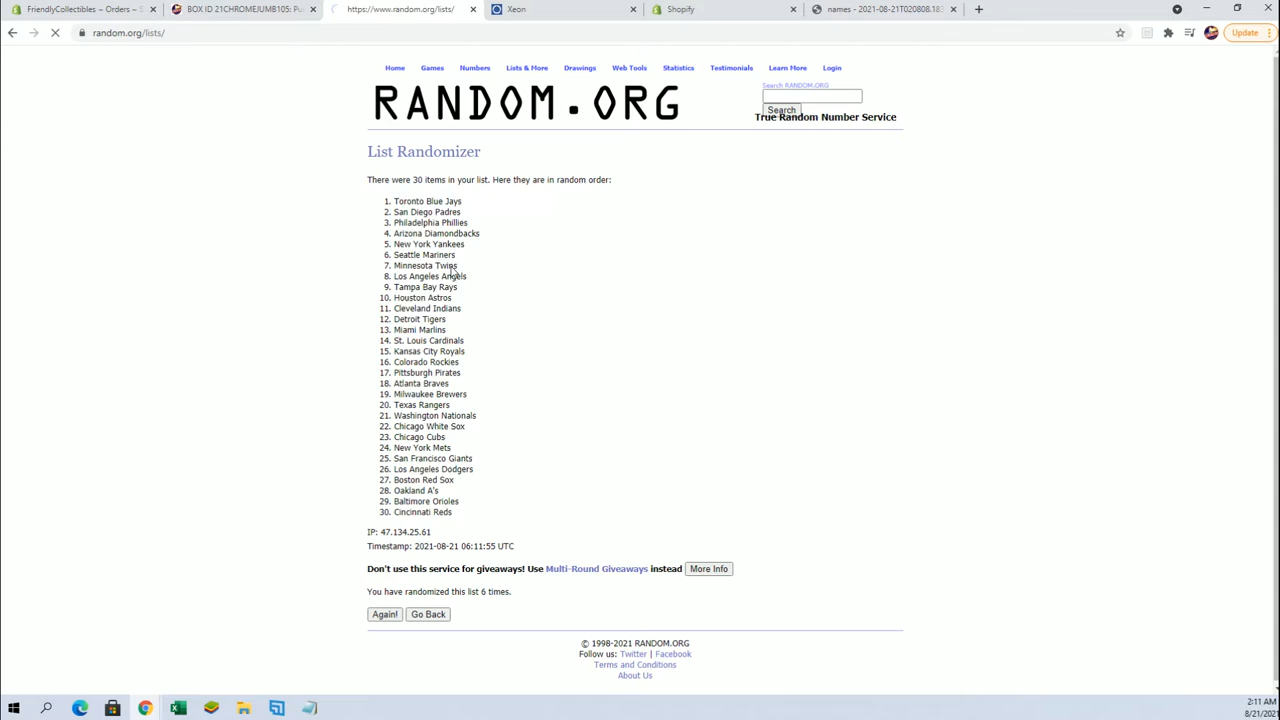 FriendlyCollectibles ~ Orders ~ S
BOX ID 21CHROMEJUMB105: Pu
https://www.random.org/lists/
Xeon
Shopify
names - 2021-08-21T020808.183
random.org/lists/
Update
Home Games Numbers Lists & More Drawings Web Tools Statistics Testimonials Learn More Login
Search RANDOM.ORG
RANDOM.ORG
Search
True Random Number Service
List Randomizer
There were 30 items in your list. Here they are in random order:
1. Toronto Blue Jays
2. San Diego Padres
3. Philadelphia Phillies
4. Arizona Diamondbacks
5. New York Yankees
6. Seattle Mariners
7. Minnesota Twins
8. Los Angeles Angels
9. Tampa Bay Rays
10. Houston Astros
11. Cleveland Indians
12. Detroit Tigers
13. Miami Marlins
14. St. Louis Cardinals
15. Kansas City Royals
16. Colorado Rockies
17. Pittsburgh Pirates
18. Atlanta Braves
19. Milwaukee Brewers
20. Texas Rangers
21. Washington Nationals
22. Chicago White Sox
23. Chicago Cubs
24. New York Mets
25. San Francisco Giants
26. Los Angeles Dodgers
27. Boston Red Sox
28. Oakland A's
29. Baltimore Orioles
30. Cincinnati Reds
IP: 47.134.25.61
Timestamp: 2021-08-21 06:11:55 UTC
Don't use this service for giveaways! Use Multi-Round Giveaways instead More Info
You have randomized this list 6 times.
Again! Go Back
© 1998-2021 RANDOM.ORG
Follow us: Twitter | Facebook
Terms and Conditions
About Us
2:11 AM
8/21/2021